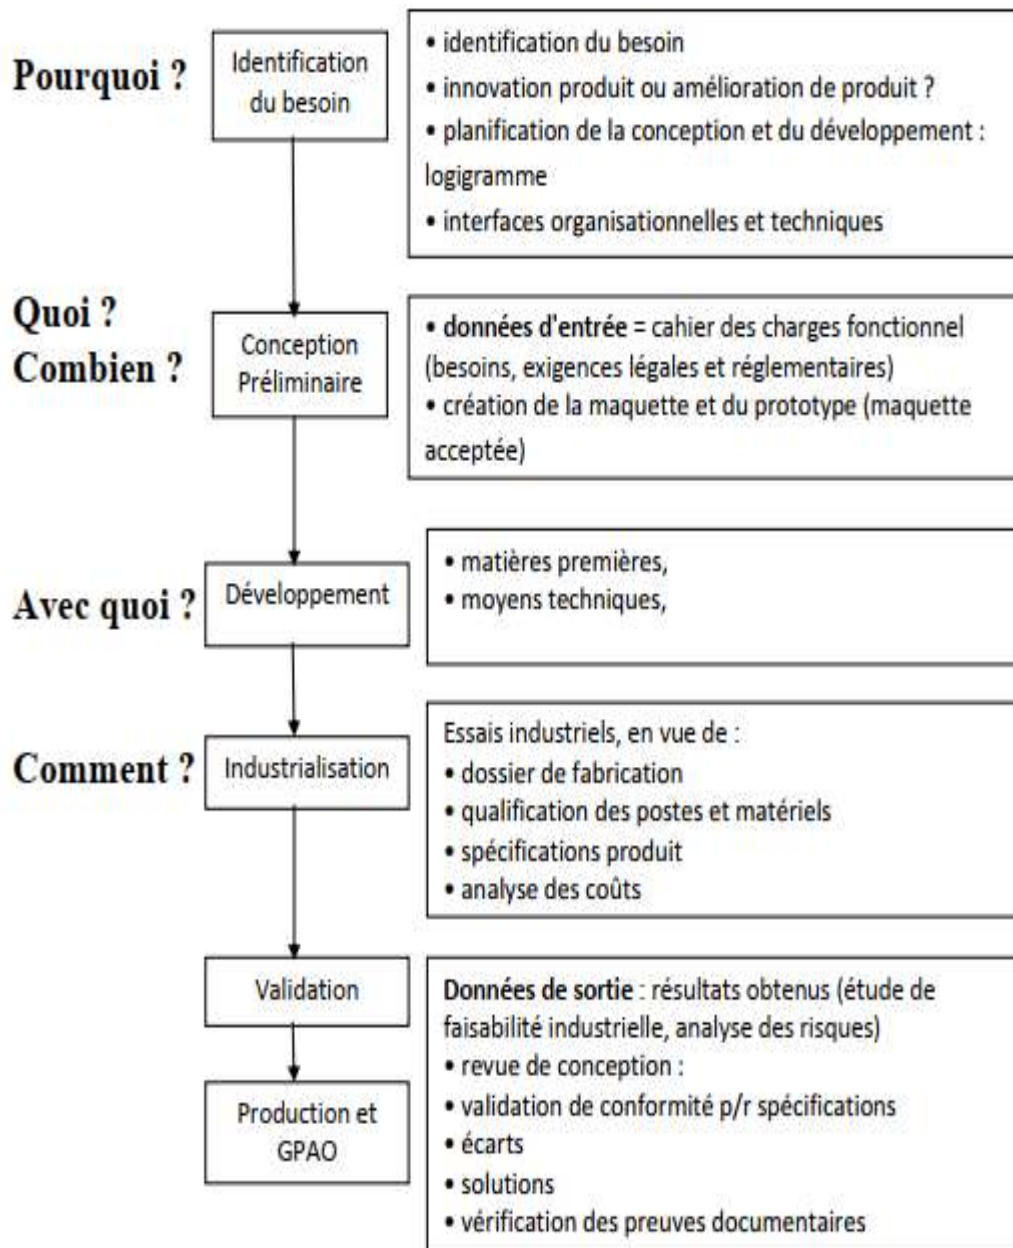 Pourquoi ?
Identification
du besoin
• identification du besoin
• innovation produit ou amélioration de produit ?
• planification de la conception et du développement :
logigramme
• interfaces organisationnelles et techniques
Quoi ?
Combien ?
Conception
Préliminaire
• données d'entrée = cahier des charges fonctionnel
(besoins, exigences légales et réglementaires)
• création de la maquette et du prototype (maquette
acceptée)
Avec quoi ?
Développement
• matières premières,
• moyens techniques,
Comment ?
Industrialisation
Essais industriels, en vue de :
• dossier de fabrication
• qualification des postes et matériels
• spécifications produit
• analyse des coûts
Validation
Production et
GPAO
Données de sortie : résultats obtenus (étude de
faisabilité industrielle, analyse des risques)
• revue de conception :
• validation de conformité p/r spécifications
• écarts
• solutions
• vérification des preuves documentaires